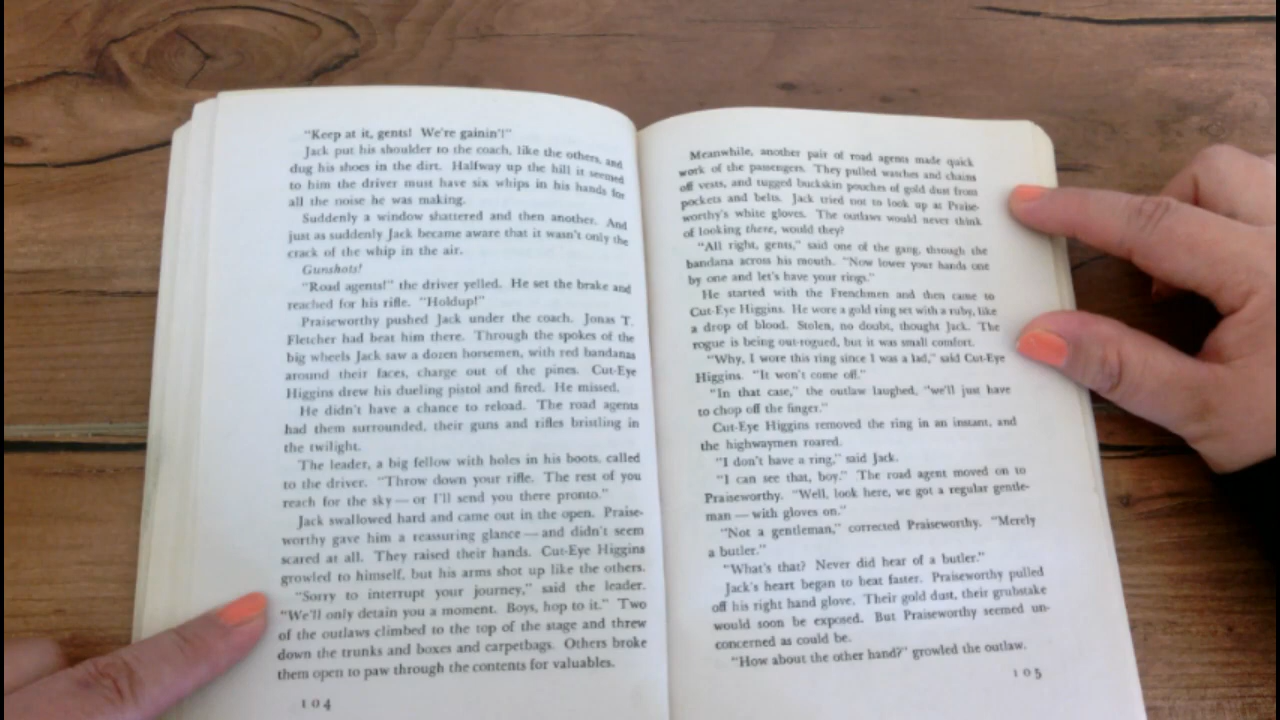 "Keep at it, gents! We're gainin'!"
Jack put his shoulder to the coach, like the others, and
dug his shoes in the dirt. Halfway up the hill it seemed
to him the driver must have six whips in his hands for
all the noise he was making.
Suddenly a window shattered and then another. And
just as suddenly Jack became aware that it wasn't only the
crack of the whip in the air.
Gunshots!
"Road agents!" the driver yelled. He set the brake and
reached for his rifle. "Holdup!"
Praiseworthy pushed Jack under the coach. Jonas T.
Fletcher had beat him there. Through the spokes of the
big wheels Jack saw a dozen horsemen, with red bandanas
around their faces, charge out of the pines. Cut-Eye
Higgins drew his dueling pistol and fired. He missed.
He didn't have a chance to reload. The road agents
had them surrounded, their guns and rifles bristling in
the twilight.
The leader, a big fellow with holes in his boots, called
to the driver. "Throw down your rifle. The rest of you
reach for the sky — or I'll send you there pronto."
Jack swallowed hard and came out in the open. Praise-
worthy gave him a reassuring glance — and didn't seem
scared at all. They raised their hands. Cut-Eye Higgins
growled to himself, but his arms shot up like the others.
"Sorry to interrupt your journey," said the leader.
"We'll only detain you a moment. Boys, hop to it." Two
of the outlaws climbed to the top of the stage and threw
down the trunks and boxes and carpetbags. Others broke
them open to paw through the contents for valuables.
104
Meanwhile, another pair of road agents made quick
work of the passengers. They pulled watches and chains
off vests, and tugged buckskin pouches of gold dust from
pockets and belts. Jack tried not to look up at Praise-
worthy's white gloves. The outlaws would never think
of looking there, would they?
"All right, gents," said one of the gang, through the
bandana across his mouth. "Now lower your hands one
by one and let's have your rings."
He started with the Frenchmen and then came to
Cut-Eye Higgins. He wore a gold ring set with a ruby, like
a drop of blood. Stolen, no doubt, thought Jack. The
rogue is being out-rogued, but it was small comfort.
"Why, I wore this ring since I was a lad," said Cut-Eye
Higgins. "It won't come off."
"In that case," the outlaw laughed, "we'll just have
to chop off the finger."
Cut-Eye Higgins removed the ring in an instant, and
the highwaymen roared.
"I don't have a ring," said Jack.
"I can see that, boy." The road agent moved on to
Praiseworthy. "Well, look here, we got a regular gentle-
man — with gloves on."
"Not a gentleman," corrected Praiseworthy. "Merely
a butler."
"What's that? Never did hear of a butler."
Jack's heart began to beat faster. Praiseworthy pulled
off his right hand glove. Their gold dust, their grubstake
would soon be exposed. But Praiseworthy seemed un-
concerned as could be.
"How about the other hand?" growled the outlaw.
105